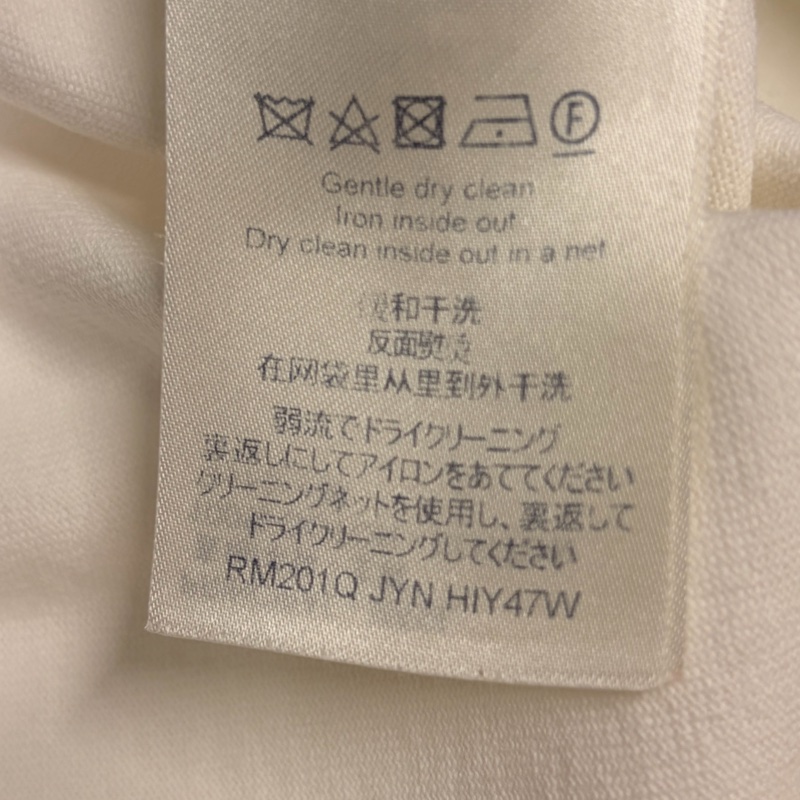 F
Gentle dry clean
Iron inside out
Dry clean inside out in a net
缓和干洗
反面熨烫
在网袋里从里到外干洗
弱流でドライクリーニング
裏返しにしてアイロンをあててください
クリーニングネットを使用し、裏返して
ドライクリーニングしてください
RM201Q JYN HIY47W